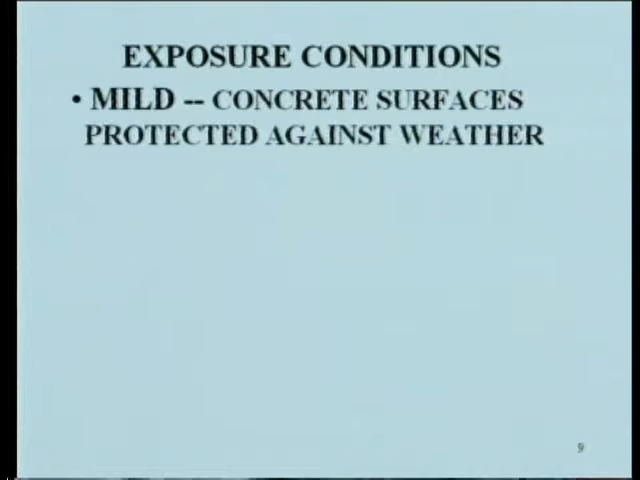 EXPOSURE CONDITIONS
• MILD -- CONCRETE SURFACES
PROTECTED AGAINST WEATHER
9